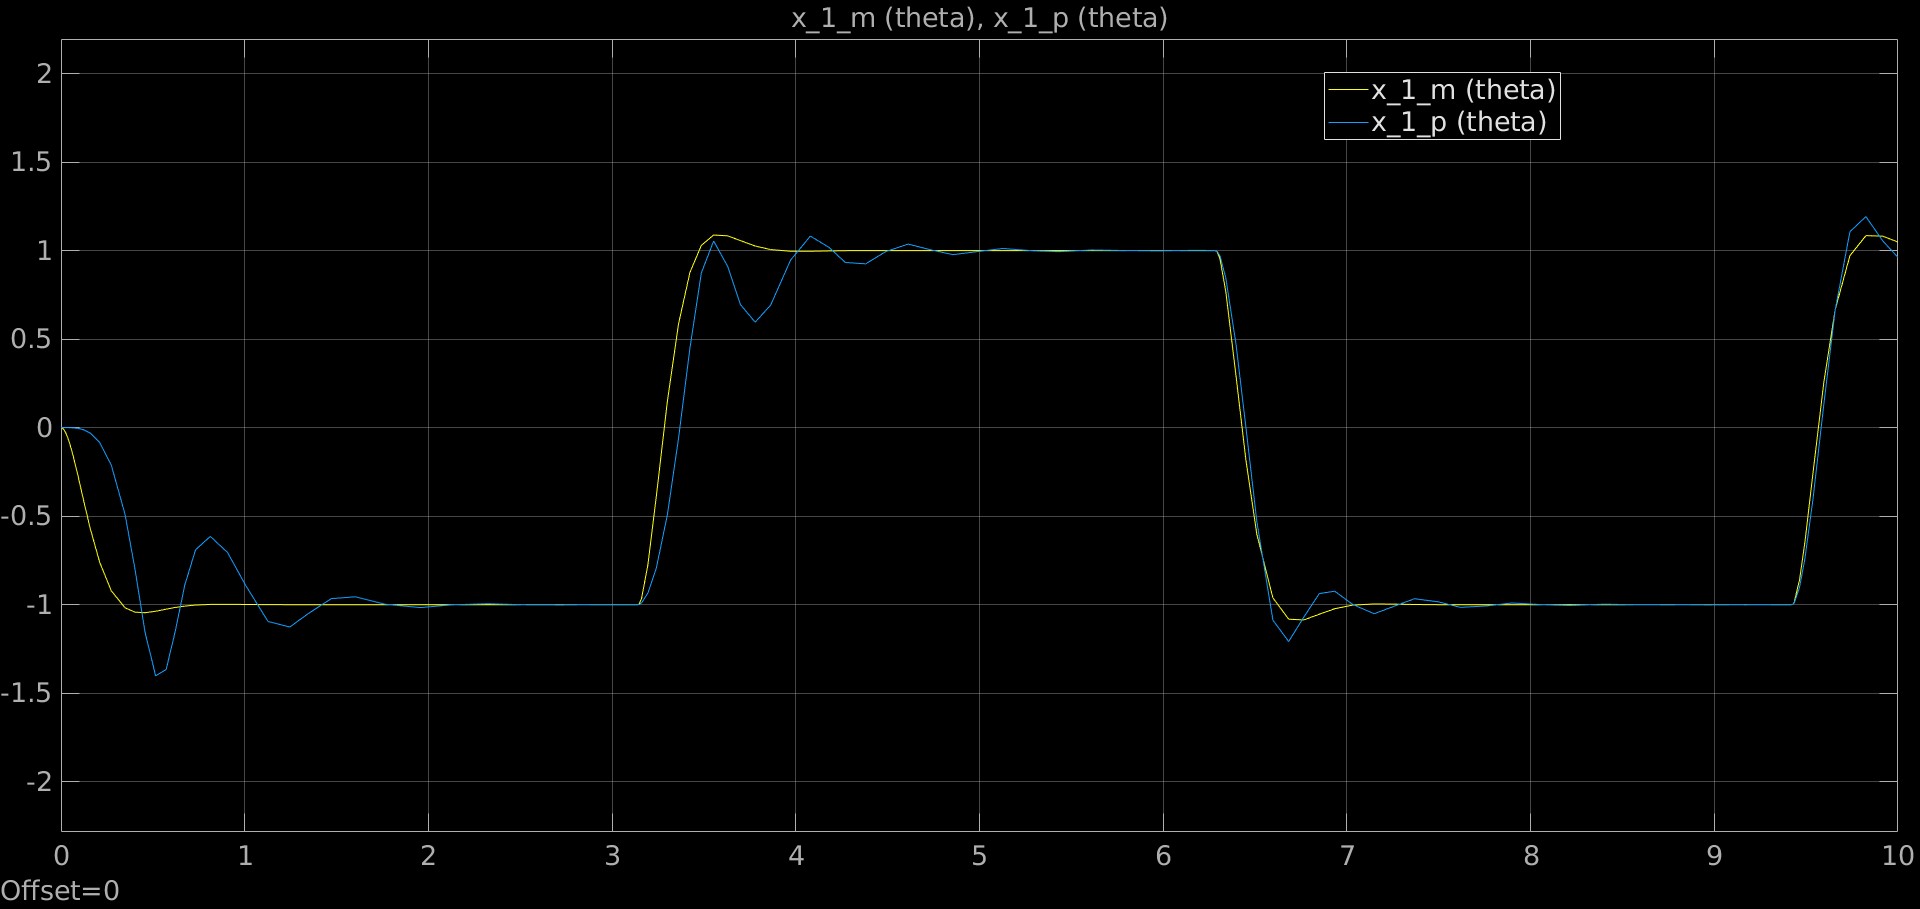 x_1_m (theta), x_1_p (theta)
x_1_m (theta)
x_1_p (theta)
2
1.5
1
0.5
0
-0.5
-1
-1.5
-2
0 1 2 3 4 5 6 7 8 9 10
Offset=0